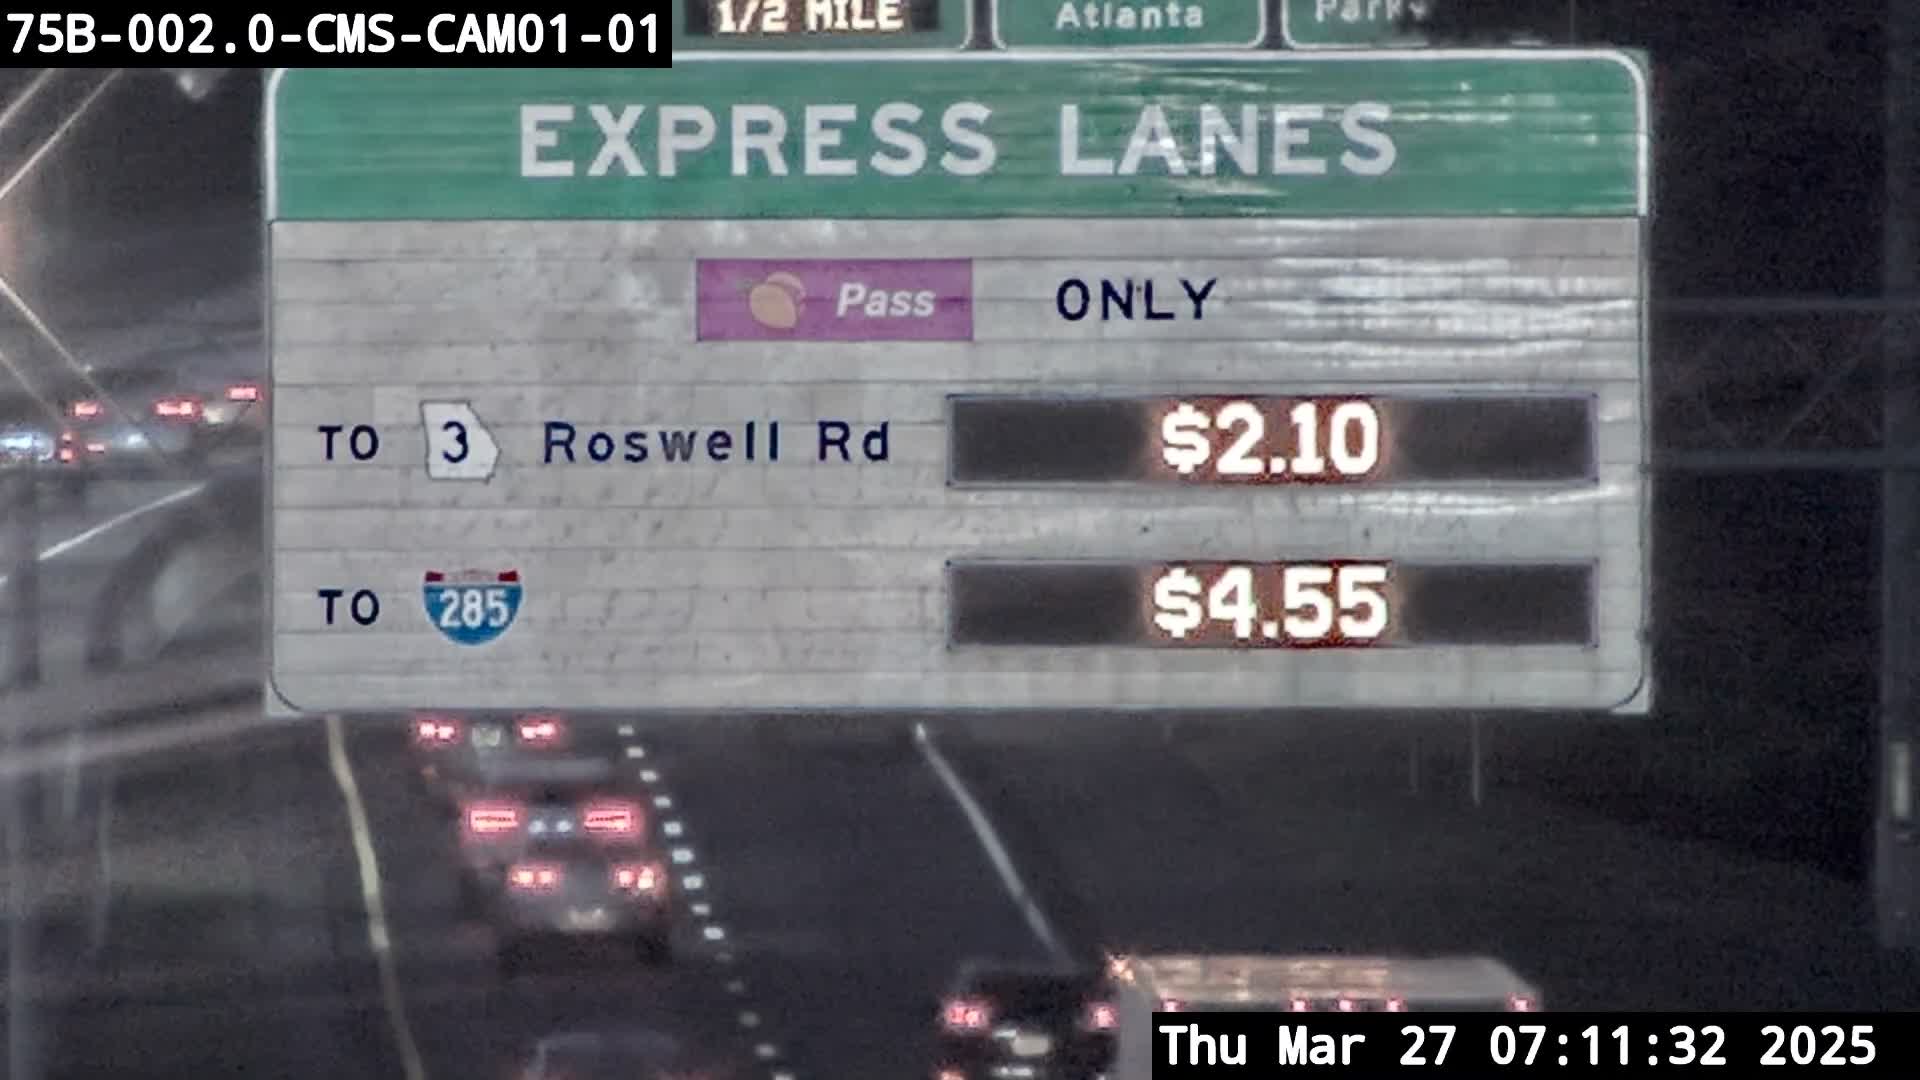 75B-002.0-CMS-CAM01-01
1/2 MILE
Atlanta
EXPRESS LANES
Pass ONLY
TO 3 Roswell Rd $2.10
TO 285 $4.55
Thu Mar 27 07:11:32 2025